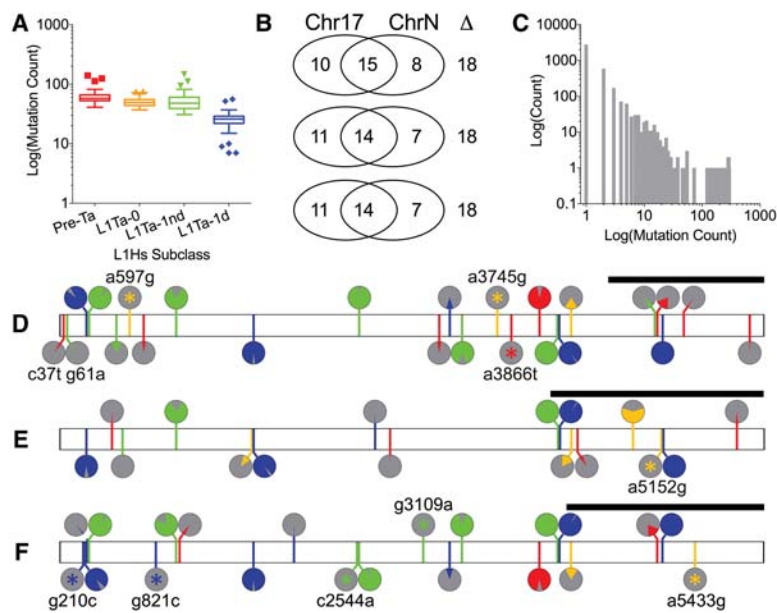 A
Log(Mutation Count)
1000
100
10
1
Pre-Ta
L1Ta-0
L1Ta-1nd
L1Ta-1d
L1Hs Subclass
B
Chr17 ChrN Δ
10 15 8 18
11 14 7 18
11 14 7 18
C
Log(Count)
10000
1000
100
10
1
0.1
1 10 100 1000
Log(Mutation Count)
a597g a3745g
D
c37t g61a a3866t
E
a5152g
g3109a
F
g210c g821c c2544a a5433g